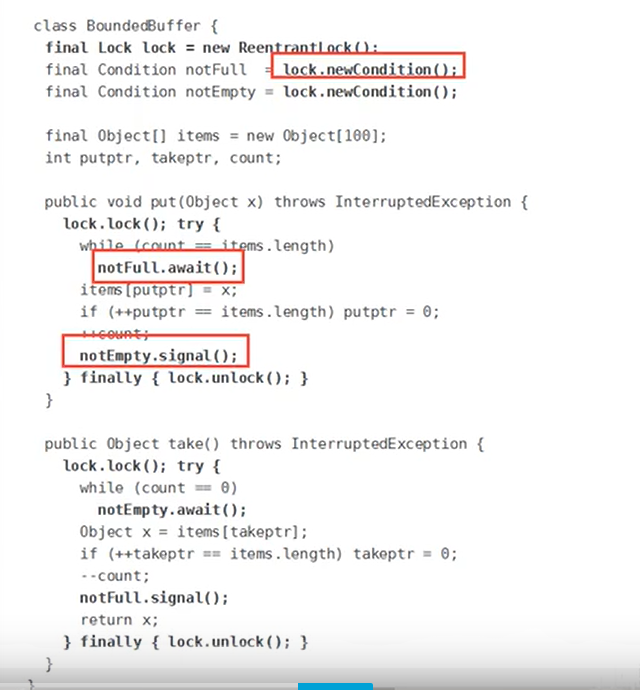 class BoundedBuffer {
final Lock lock = new ReentrantLock();
final Condition notFull = lock.newCondition();
final Condition notEmpty = lock.newCondition();
final Object[] items = new Object[100];
int putptr, takeptr, count;
public void put(Object x) throws InterruptedException {
lock.lock(); try {
while (count == items.length)
notFull.await();
items[putptr] = x;
if (++putptr == items.length) putptr = 0;
++count;
notEmpty.signal();
} finally { lock.unlock(); }
}
public Object take() throws InterruptedException {
lock.lock(); try {
while (count == 0)
notEmpty.await();
Object x = items[takeptr];
if (++takeptr == items.length) takeptr = 0;
--count;
notFull.signal();
return x;
} finally { lock.unlock(); }
}
}